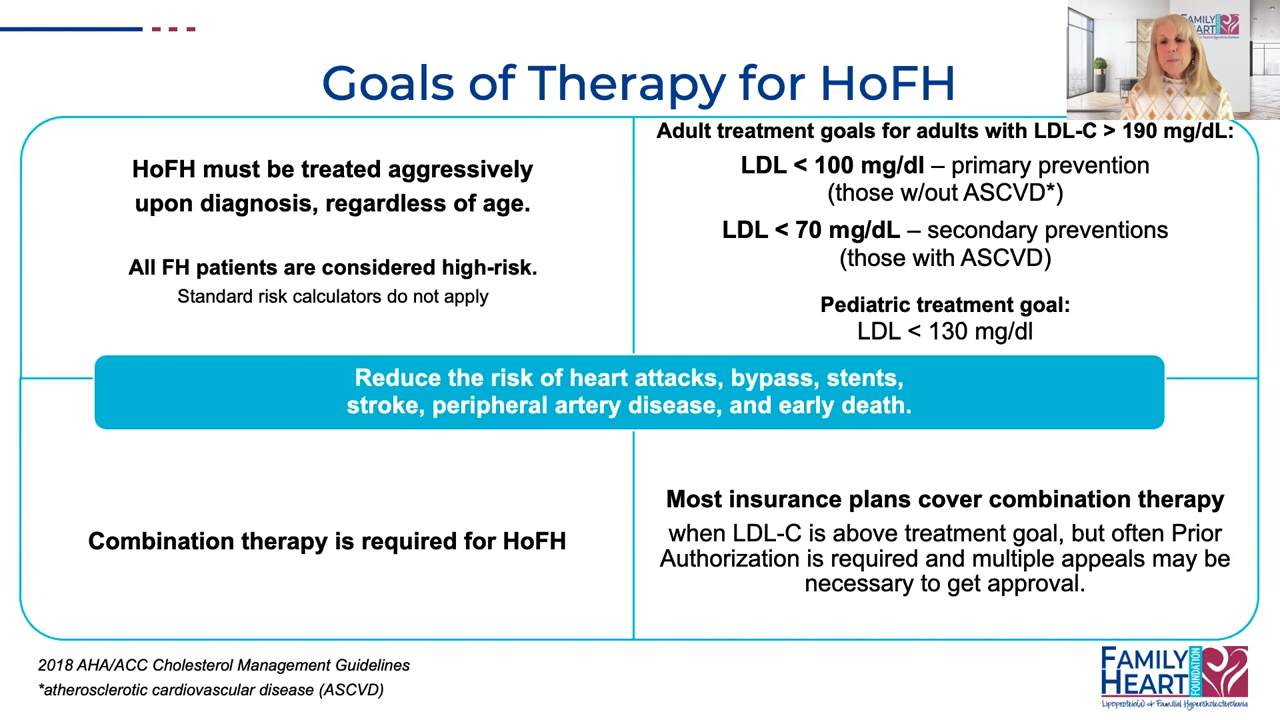 FAMILY
HEART
Goals of Therapy for HoFH
HoFH must be treated aggressively
upon diagnosis, regardless of age.
All FH patients are considered high-risk.
Standard risk calculators do not apply
Adult treatment goals for adults with LDL-C > 190 mg/dL:
LDL < 100 mg/dl – primary prevention
(those w/out ASCVD*)
LDL < 70 mg/dL – secondary preventions
(those with ASCVD)
Pediatric treatment goal:
LDL < 130 mg/dl
Reduce the risk of heart attacks, bypass, stents,
stroke, peripheral artery disease, and early death.
Combination therapy is required for HoFH
Most insurance plans cover combination therapy
when LDL-C is above treatment goal, but often Prior
Authorization is required and multiple appeals may be
necessary to get approval.
2018 AHA/ACC Cholesterol Management Guidelines
*atherosclerotic cardiovascular disease (ASCVD)
FAMILY
HEART
FOUNDATION
Lipoprotein(a) & Familial Hypercholesterolemia